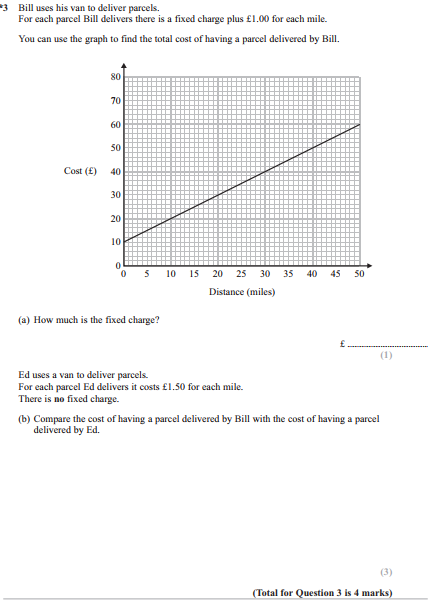 *3 Bill uses his van to deliver parcels.
For each parcel Bill delivers there is a fixed charge plus £1.00 for each mile.
You can use the graph to find the total cost of having a parcel delivered by Bill.
80
70
60
50
Cost (£) 40
30
20
10
0
0 5 10 15 20 25 30 35 40 45 50
Distance (miles)
(a) How much is the fixed charge?
£ ................................
(1)
Ed uses a van to deliver parcels.
For each parcel Ed delivers it costs £1.50 for each mile.
There is no fixed charge.
(b) Compare the cost of having a parcel delivered by Bill with the cost of having a parcel
delivered by Ed.
(3)
(Total for Question 3 is 4 marks)